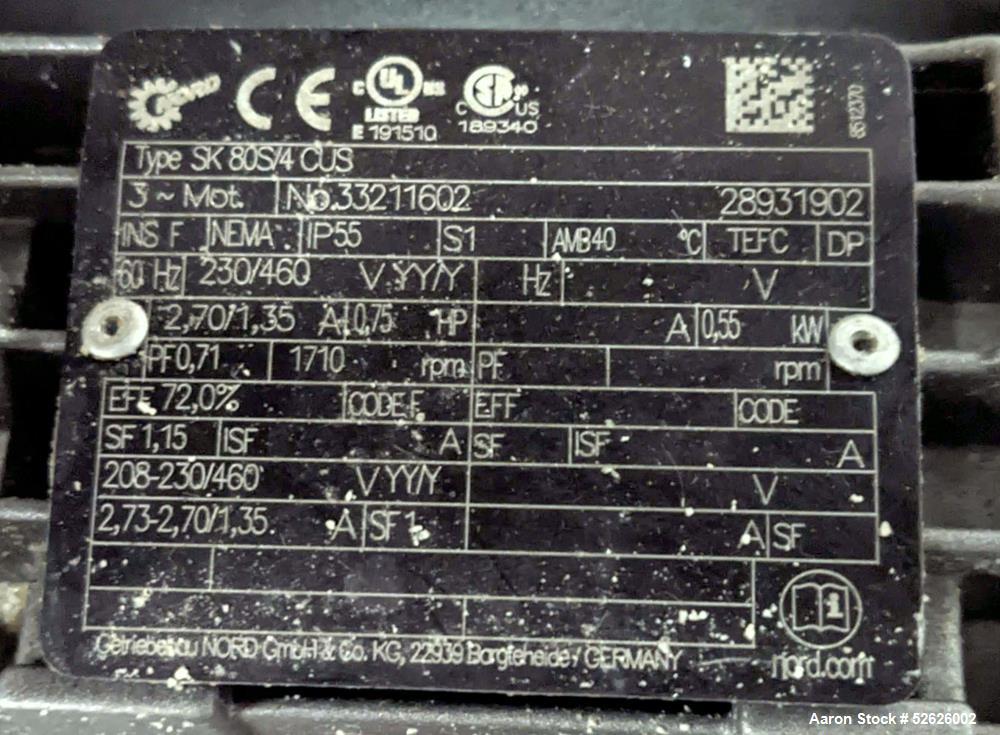 NORD CE C UL US
LISTED
E 191510
C US
189340
8512370
Type SK 80S/4 CUS
3 ~ Mot. No.33211602 28931902
INS F NEMA IP55 S1 AMB40 °C TEFC DP
60 Hz 230/460 V YY/Y Hz V
2,70/1,35 A 0,75 HP A 0,55 kW
PF0,71 1710 rpm PF rpm
EFF 72,0% CODE F EFF CODE
SF 1,15 ISF A SF ISF A
208-230/460 V YY/Y V
2,73-2,70/1,35 A SF 1 A SF
Getriebebau NORD GmbH & Co. KG, 22939 Bargteheide / GERMANY
nord.com
Aaron Stock # 52626002